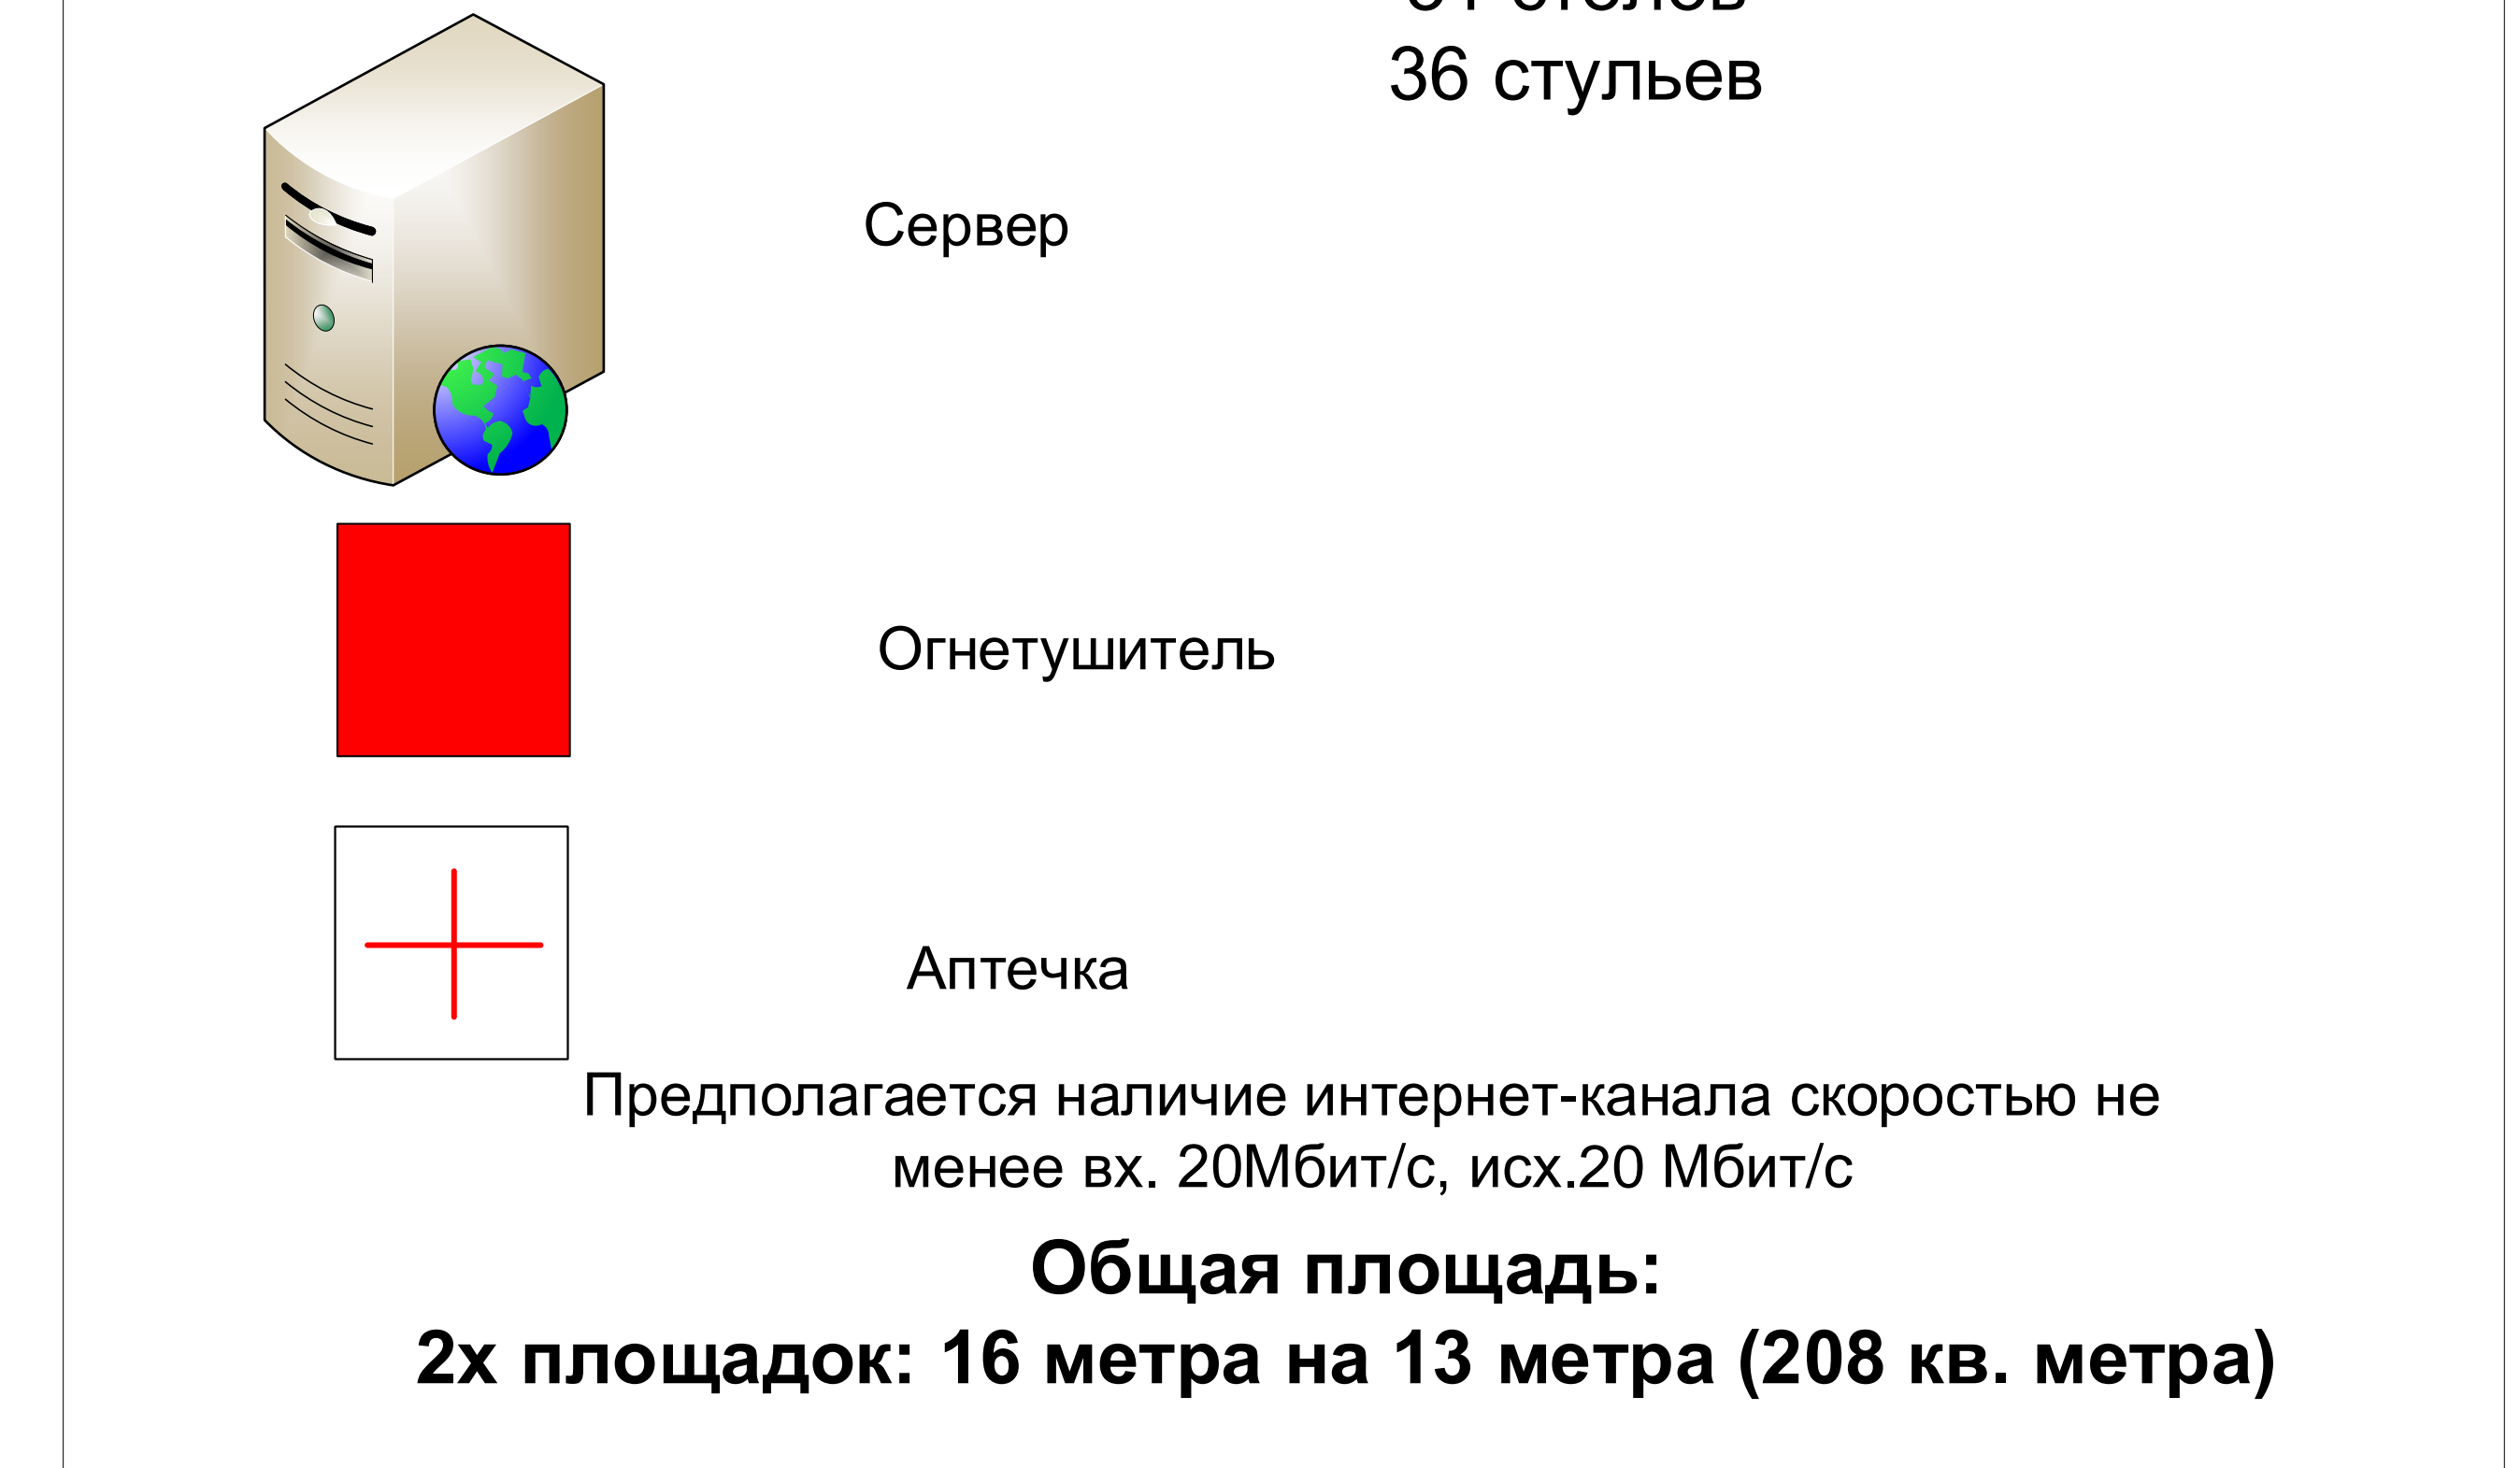 столов
36 стульев
Сервер
Огнетушитель
Аптечка
Предполагается наличие интернет-канала скоростью не
менее вх. 20Мбит/с, исх.20 Мбит/с
Общая площадь:
2х площадок: 16 метра на 13 метра (208 кв. метра)